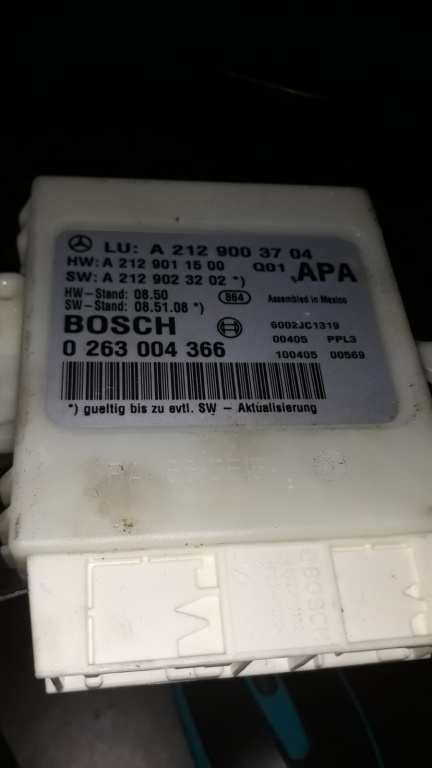 LU: A 212 900 37 04
HW: A 212 901 15 00 Q01 APA
SW: A 212 902 32 02 *)
HW-Stand: 08.50 864 Assembled in Mexico
SW-Stand: 08.51.08 *)
BOSCH 6002JC1319
0 263 004 366 00405 PPL3
100405 00569
*) gueltig bis zu evtl. SW - Aktualisierung
BOSCH